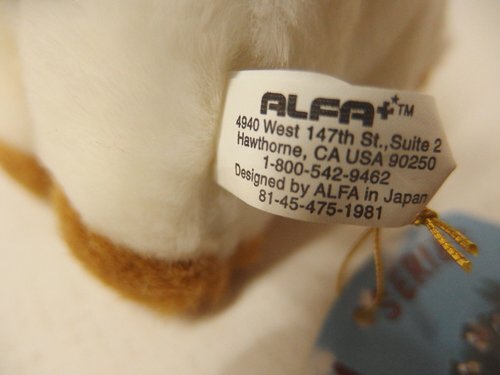 ALFA+™
4940 West 147th St.,Suite 2
Hawthorne, CA USA 90250
1-800-542-9462
Designed by ALFA in Japan
81-45-475-1981